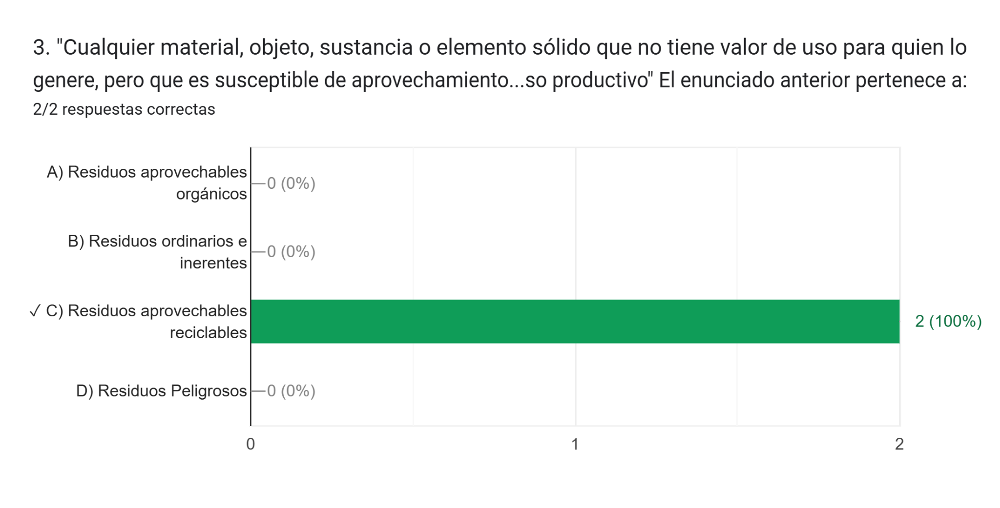 3. "Cualquier material, objeto, sustancia o elemento sólido que no tiene valor de uso para quien lo
genere, pero que es susceptible de aprovechamiento...so productivo" El enunciado anterior pertenece a:
2/2 respuestas correctas
A) Residuos aprovechables
orgánicos
0 (0%)
B) Residuos ordinarios e
inerentes
0 (0%)
✓ C) Residuos aprovechables
reciclables
2 (100%)
D) Residuos Peligrosos
0 (0%)
0 1 2